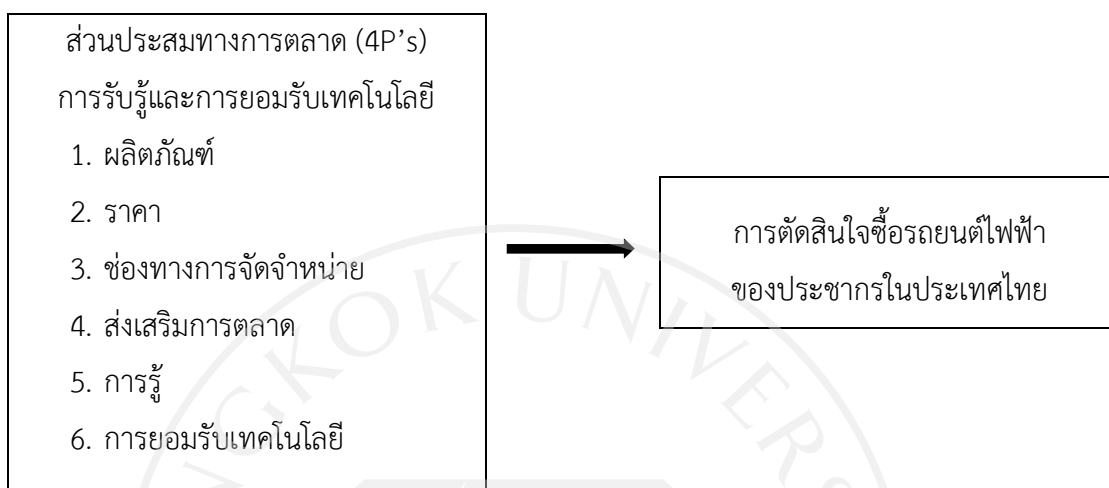 ส่วนประสมทางการตลาด (4P’s)
การรับรู้และการยอมรับเทคโนโลยี
1. ผลิตภัณฑ์
2. ราคา
3. ช่องทางการจัดจำหน่าย
4. ส่งเสริมการตลาด
5. การรู้
6. การยอมรับเทคโนโลยี
การตัดสินใจซื้อรถยนต์ไฟฟ้า
ของประชากรในประเทศไทย
NGKOK UNIVERS